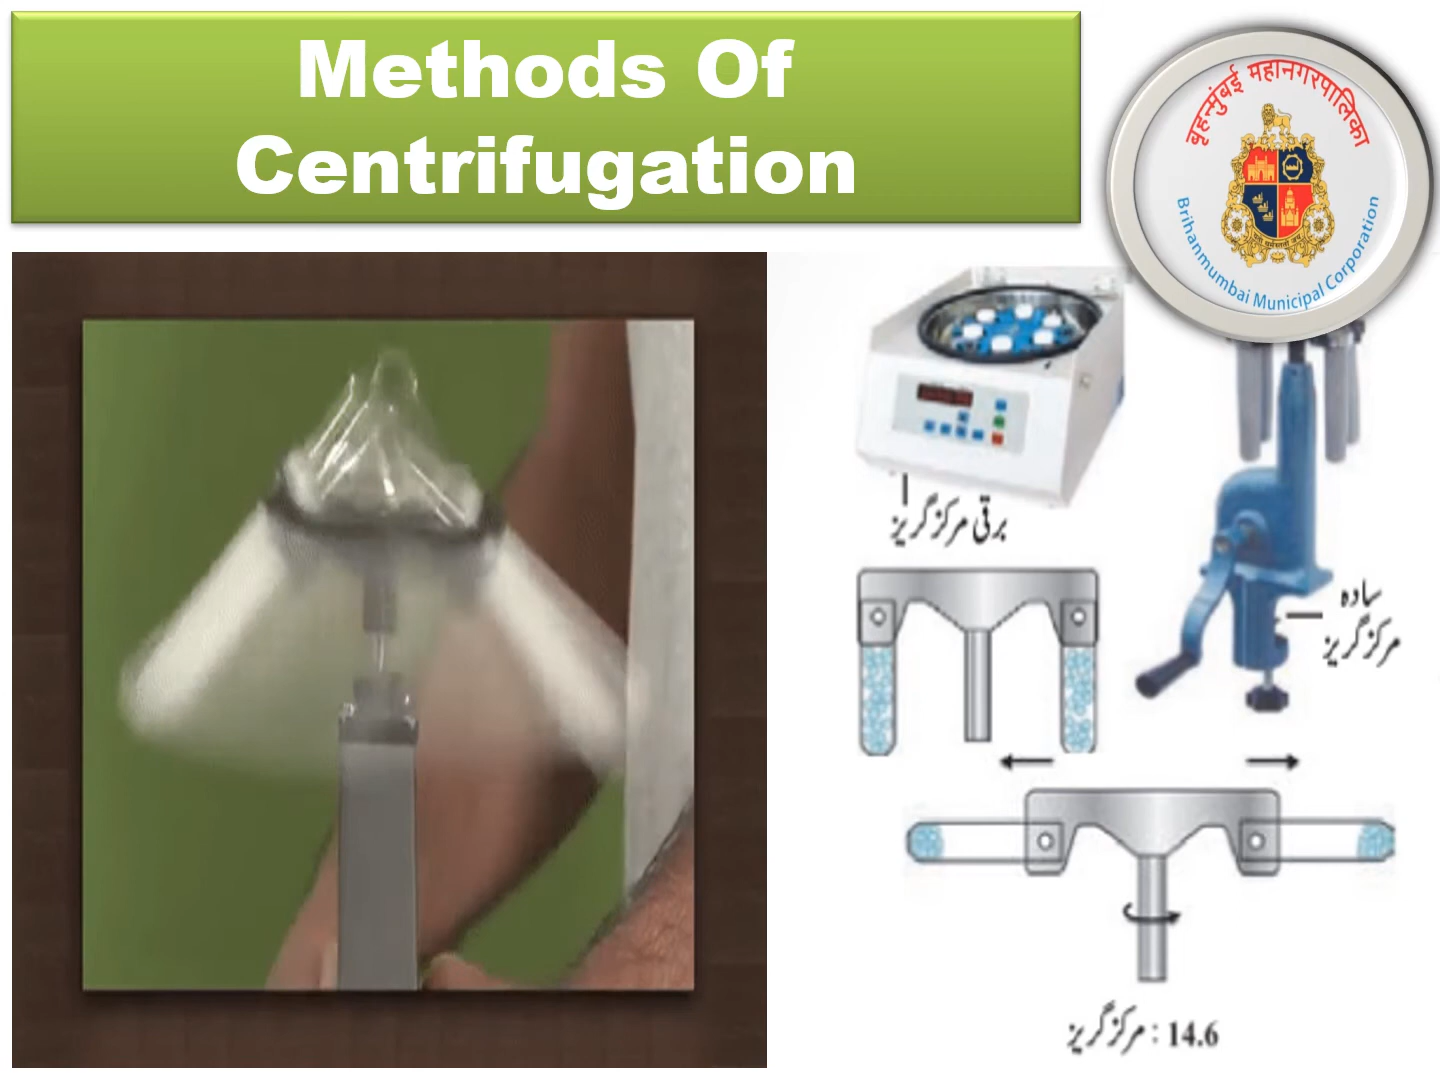 Methods Of
Centrifugation
बृहन्मुंबई महानगरपालिका
Brihanmumbai Municipal Corporation
برقی مرکز گریز
سادہ
مرکز گریز
14.6 : مرکز گریز